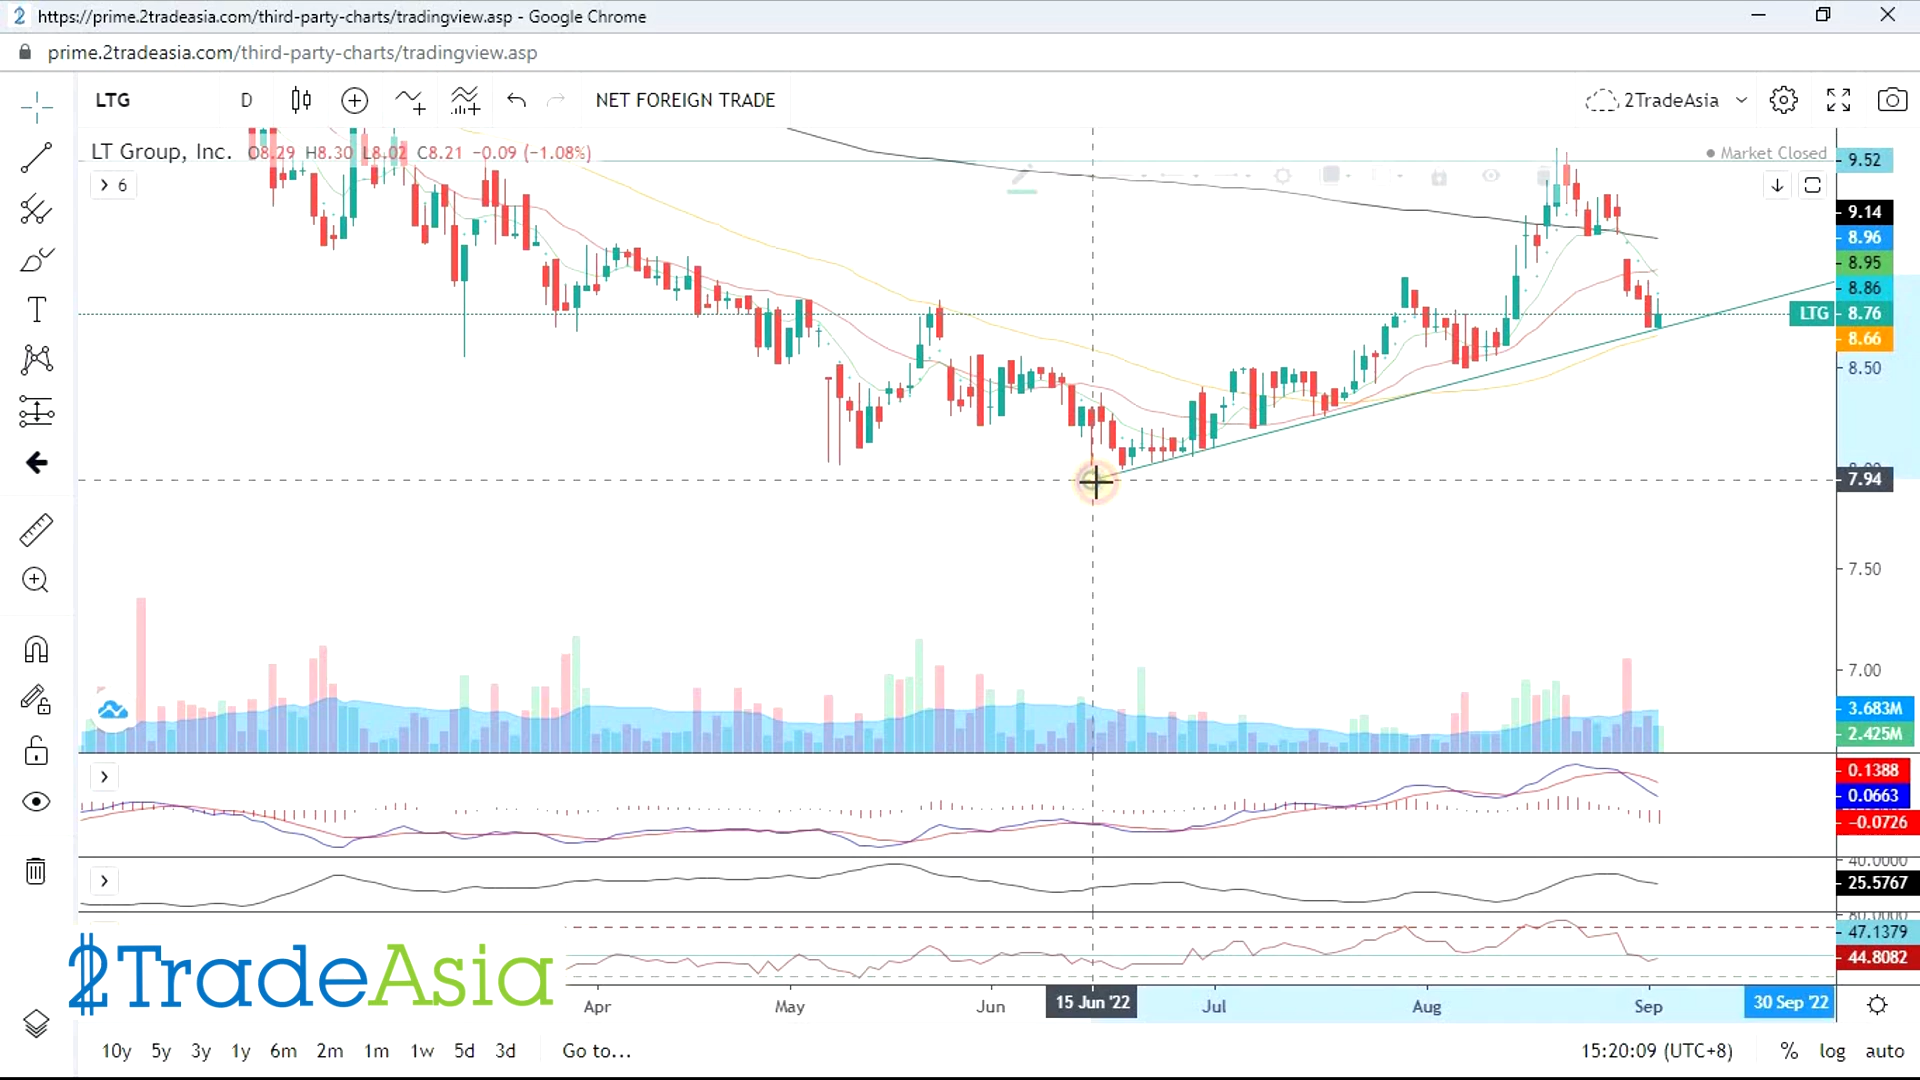 https://prime.2tradeasia.com/third-party-charts/tradingview.asp - Google Chrome
prime.2tradeasia.com/third-party-charts/tradingview.asp
LTG D NET FOREIGN TRADE 2TradeAsia
LT Group, Inc. O8.29 H8.30 L8.02 C8.21 −0.09 (−1.08%)
Market Closed
6
9.52
9.14
8.96
8.95
8.86
LTG 8.76
8.66
8.50
7.94
7.50
7.00
3.683M
2.425M
0.1388
0.0663
−0.0726
40.0000
25.5767
80.0000
47.1379
44.8082
2TradeAsia
Apr May Jun 15 Jun '22 Jul Aug Sep 30 Sep '22
10y 5y 3y 1y 6m 2m 1m 1w 5d 3d Go to... 15:20:09 (UTC+8) % log auto